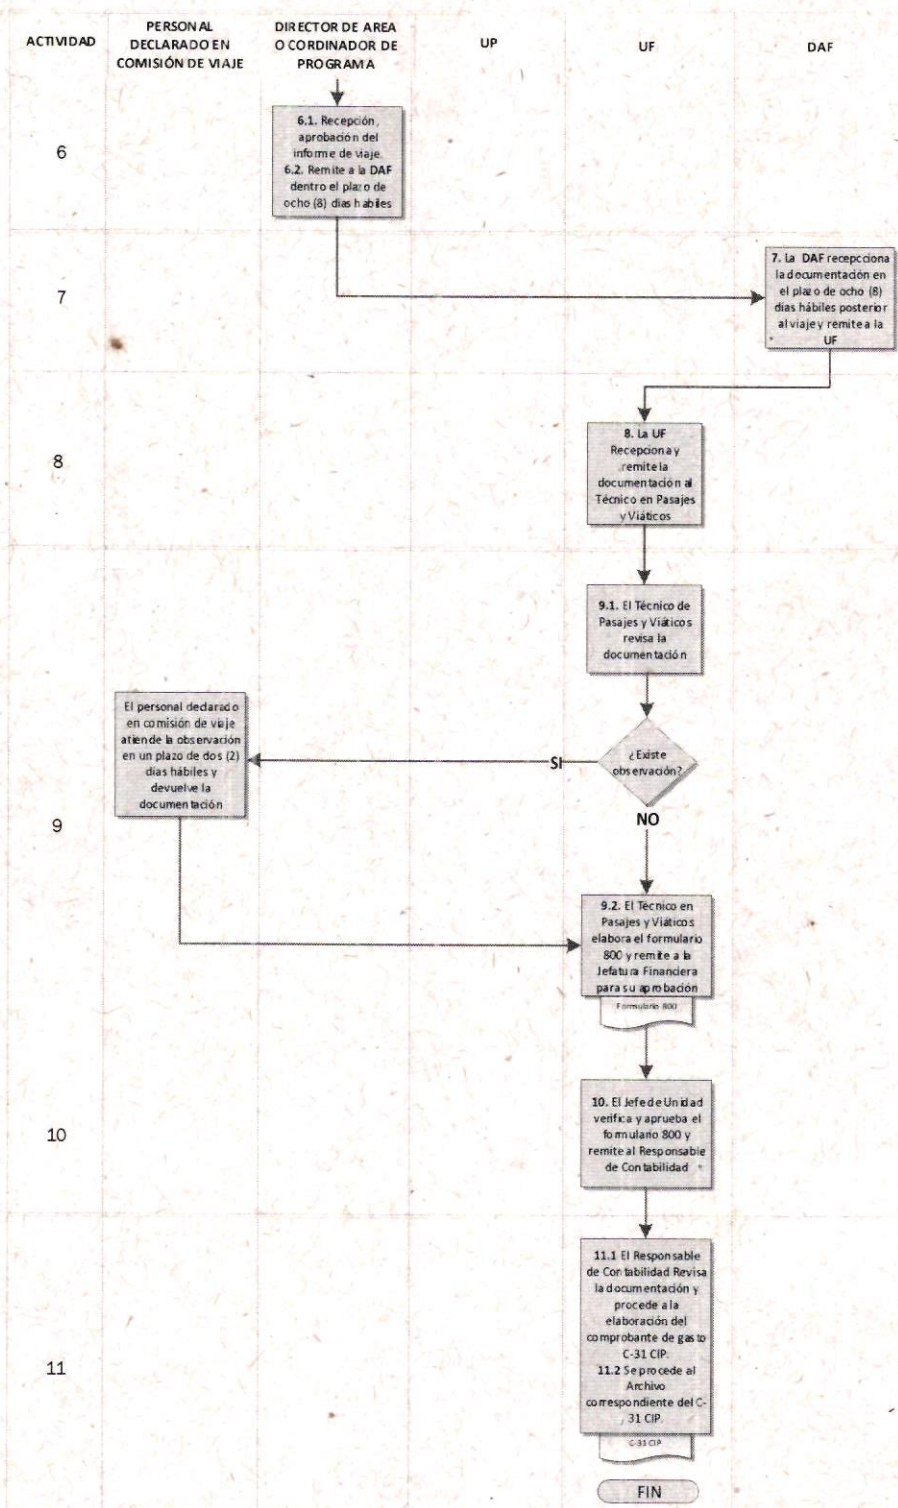 ACTIVIDAD
PERSONAL
DECLARADO EN
COMISIÓN DE VIAJE
DIRECTOR DE AREA
O CORDINADOR DE
PROGRAMA
UP
UF
DAF
6
6.1. Recepción,
aprobación del
informe de viaje.
6.2. Remite a la DAF
dentro el plazo de
ocho (8) dias habiles
7
7. La DAF recepcciona
la documentación en
el plazo de ocho (8)
dias hábiles posterior
al viaje y remite a la
UF
8
8. La UF
Recepciona y
remite la
documentación al
Técnico en Pasajes
y Viáticos
9
9.1. El Técnico de
Pasajes y Viáticos
revisa la
documentación
¿Existe
observación?
SI
NO
El personal declarado
en comisión de viaje
atiende la observación
en un plazo de dos (2)
dias hábiles y
devuelve la
documentación
9.2. El Técnico en
Pasajes y Viáticos
elabora el formulario
800 y remite a la
Jefatura Financiera
para su aprobación
Formulario 800
10
10. El Jefe de Unidad
verifica y aprueba el
formulario 800 y
remite al Responsable
de Contabilidad
11
11.1 El Responsable
de Contabilidad Revisa
la documentación y
procede a la
elaboración del
comprobante de gasto
C-31 CIP.
11.2 Se procede al
Archivo
correspondiente del C-
31 CIP.
C-31 CIP
FIN